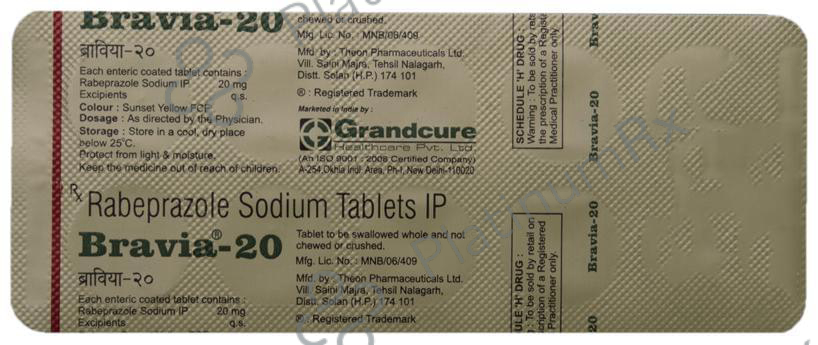 Bravia-20
ब्राविया-२०
Each enteric coated tablet contains :
Rabeprazole Sodium IP 20 mg
Excipients q.s.
Colour : Sunset Yellow FCF
Dosage : As directed by the Physician.
Storage : Store in a cool, dry place
below 25°C.
Protect from light & moisture.
Keep the medicine out of reach of children.
chewed or crushed.
Mfg. Lic. No. : MNB/06/409
Mfd. by : Theon Pharmaceuticals Ltd.
Vill. Saini Majra, Tehsil Nalagarh,
Distt. Solan (H.P.) 174 101
® : Registered Trademark
Marketed in India by :
Grandcure
Healthcare Pvt. Ltd.
(An ISO 9001 : 2008 Certified Company)
A-254,Okhla Indl. Area, Ph-I, New Delhi-110020
SCHEDULE 'H' DRUG :
Warning : To be sold by reta
the prescription of a Regist
Medical Practitioner only.
Rx Rabeprazole Sodium Tablets IP
Bravia®-20
ब्राविया-२०
Each enteric coated tablet contains :
Rabeprazole Sodium IP 20 mg
Excipients q.s.
Tablet to be swallowed whole and not
chewed or crushed.
Mfg. Lic. No. : MNB/06/409
Mfd. by : Theon Pharmaceuticals Ltd.
Vill. Saini Majra, Tehsil Nalagarh,
Distt. Solan (H.P.) 174 101
® : Registered Trademark
ULE 'H' DRUG :
: To be sold by retail on
cription of a Registered
Practitioner only.
Bravia-20
Bravia-20
Bravia-20
20
PlatinumRx